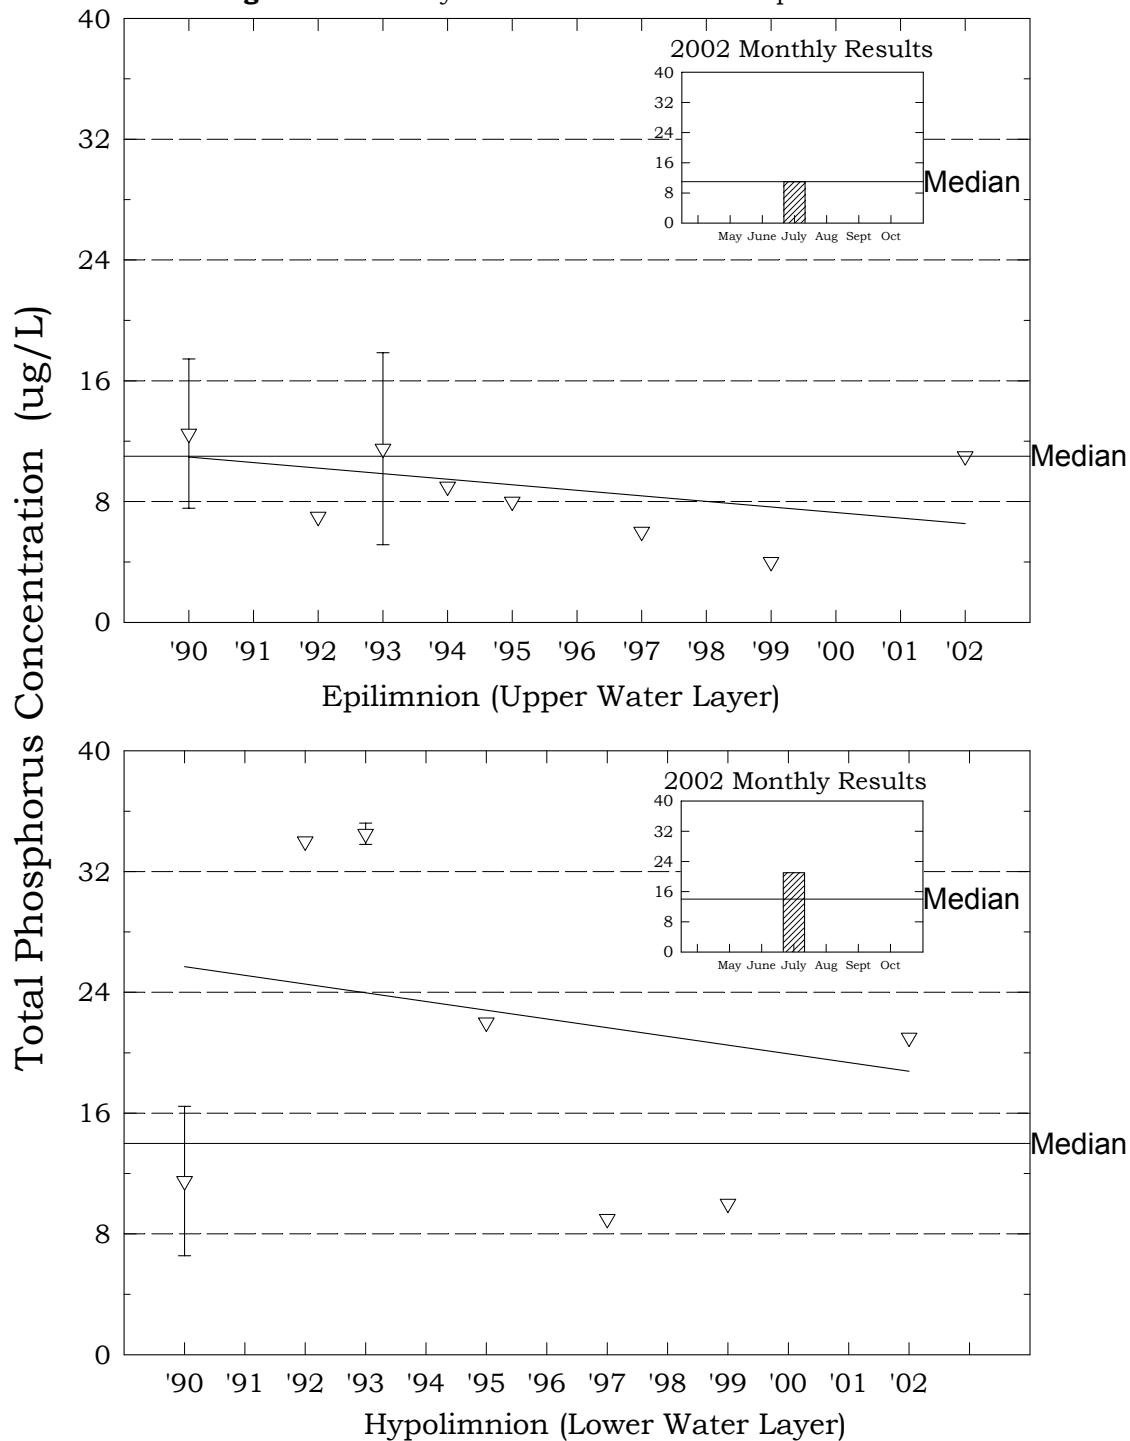 40
2002 Monthly Results
40
32
24
16
8
0
Median
May June July Aug Sept Oct
32
24
16
8
0
Median
'90 '91 '92 '93 '94 '95 '96 '97 '98 '99 '00 '01 '02
Epilimnion (Upper Water Layer)
Total Phosphorus Concentration (ug/L)
40
2002 Monthly Results
40
32
24
16
8
0
Median
May June July Aug Sept Oct
32
24
16
8
0
Median
'90 '91 '92 '93 '94 '95 '96 '97 '98 '99 '00 '01 '02
Hypolimnion (Lower Water Layer)